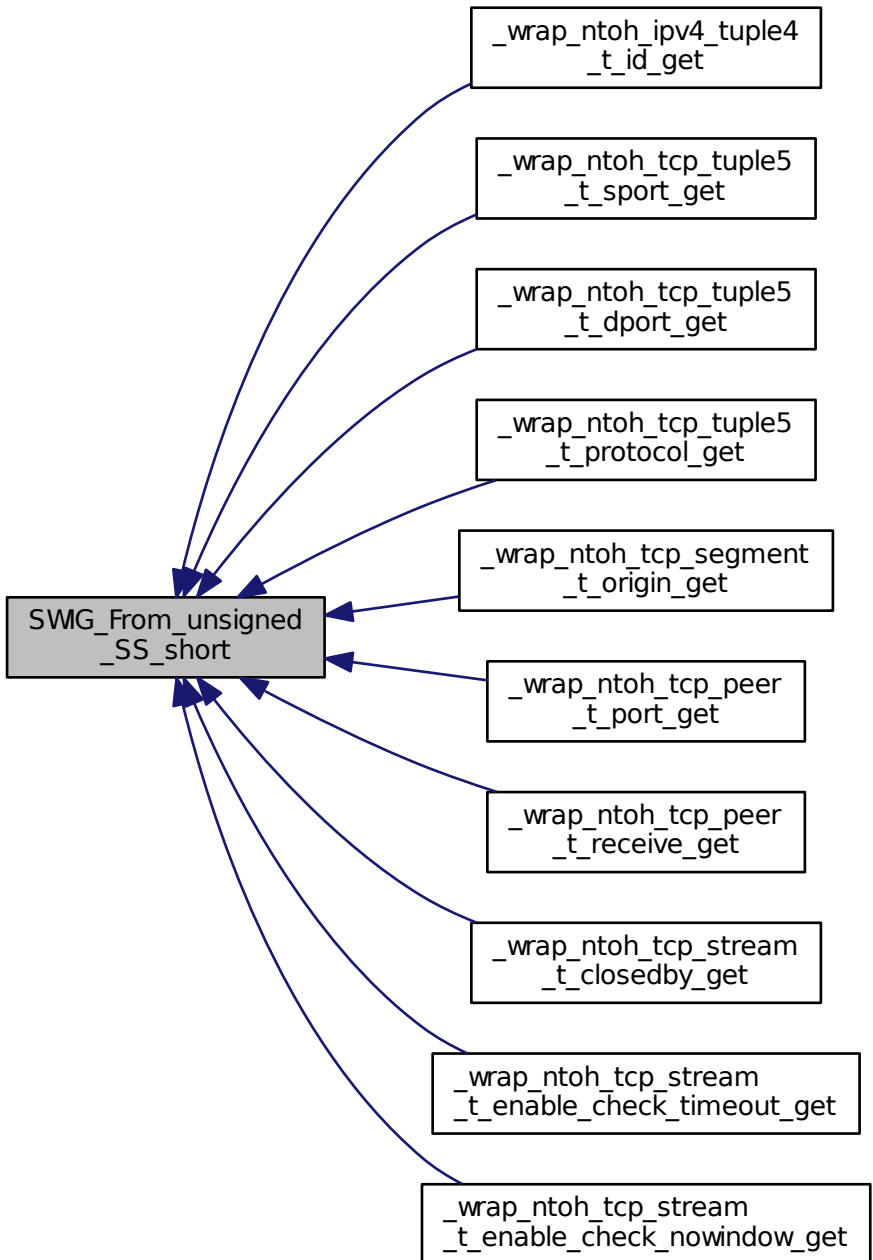 _wrap_ntoh_ipv4_tuple4
_t_id_get
_wrap_ntoh_tcp_tuple5
_t_sport_get
_wrap_ntoh_tcp_tuple5
_t_dport_get
_wrap_ntoh_tcp_tuple5
_t_protocol_get
_wrap_ntoh_tcp_segment
_t_origin_get
SWIG_From_unsigned
_SS_short
_wrap_ntoh_tcp_peer
_t_port_get
_wrap_ntoh_tcp_peer
_t_receive_get
_wrap_ntoh_tcp_stream
_t_closedby_get
_wrap_ntoh_tcp_stream
_t_enable_check_timeout_get
_wrap_ntoh_tcp_stream
_t_enable_check_nowindow_get